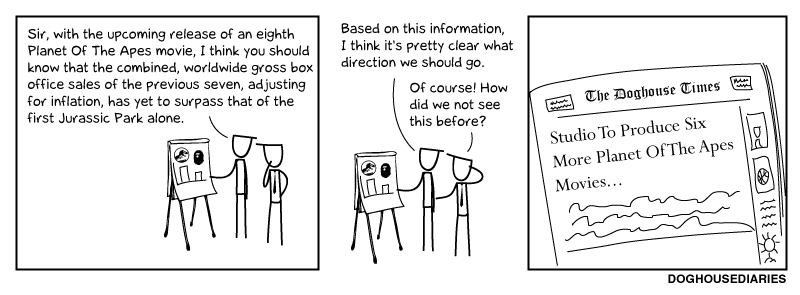 Sir, with the upcoming release of an eighth
Planet Of The Apes movie, I think you should
know that the combined, worldwide gross box
office sales of the previous seven, adjusting
for inflation, has yet to surpass that of the
first Jurassic Park alone.
Based on this information,
I think it's pretty clear what
direction we should go.
Of course! How
did we not see
this before?
The Doghouse Times
Studio To Produce Six
More Planet Of The Apes
Movies...
DOGHOUSEDIARIES